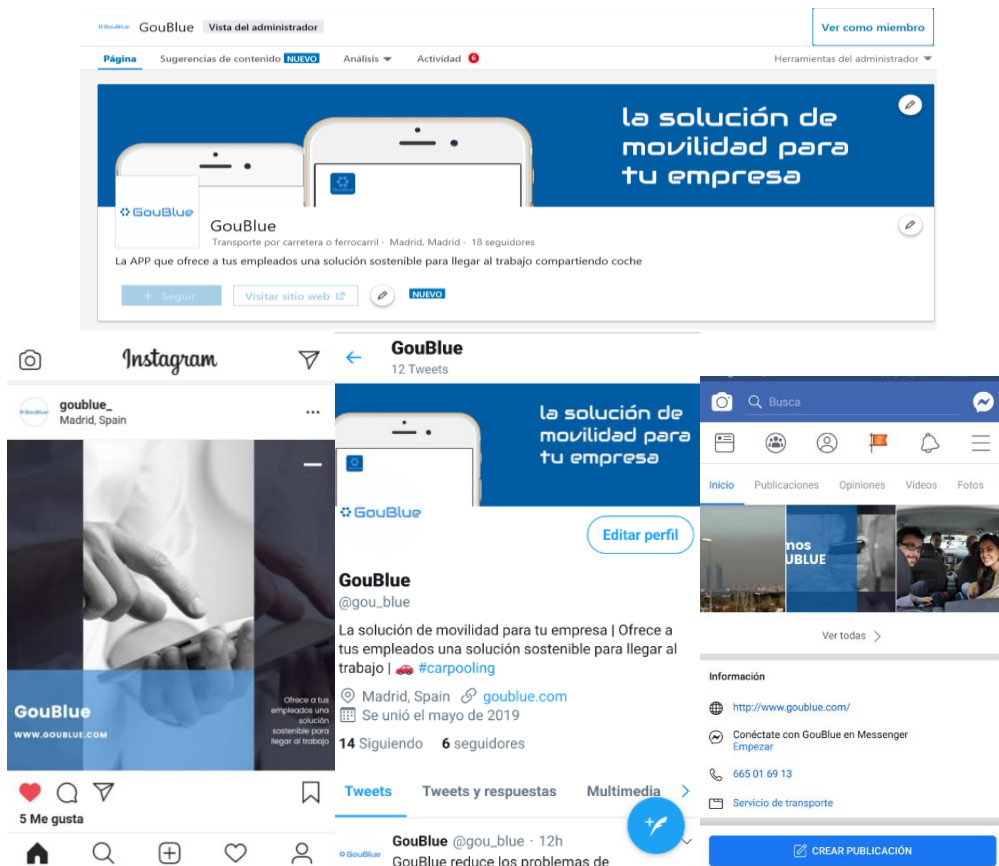 GouBlue GouBlue Vista del administrador
Ver como miembro
Página Sugerencias de contenido NUEVO Análisis Actividad 6 Herramientas del administrador
la solución de
movilidad para
tu empresa
GouBlue
GouBlue
Transporte por carretera o ferrocarril · Madrid, Madrid · 18 seguidores
La APP que ofrece a tus empleados una solución sostenible para llegar al trabajo compartiendo coche
+ Seguir Visitar sitio web NUEVO
Instagram
goublue_
Madrid, Spain
GouBlue
WWW.GOUBLUE.COM
Ofrece a tus
empleados una
solución
sostenible para
llegar al trabajo
5 Me gusta
GouBlue
12 Tweets
la solución de
movilidad para
tu empresa
GouBlue
Editar perfil
GouBlue
@gou_blue
La solución de movilidad para tu empresa | Ofrece a
tus empleados una solución sostenible para llegar al
trabajo | #carpooling
Madrid, Spain goublue.com
Se unió el mayo de 2019
14 Siguiendo 6 seguidores
Tweets Tweets y respuestas Multimedia
GouBlue GouBlue @gou_blue · 12h
GouBlue reduce los problemas de
Busca
Inicio Publicaciones Opiniones Videos Fotos
mos
UBLUE
Ver todas
Información
http://www.goublue.com/
Conéctate con GouBlue en Messenger
Empezar
665 01 69 13
Servicio de transporte
CREAR PUBLICACIÓN